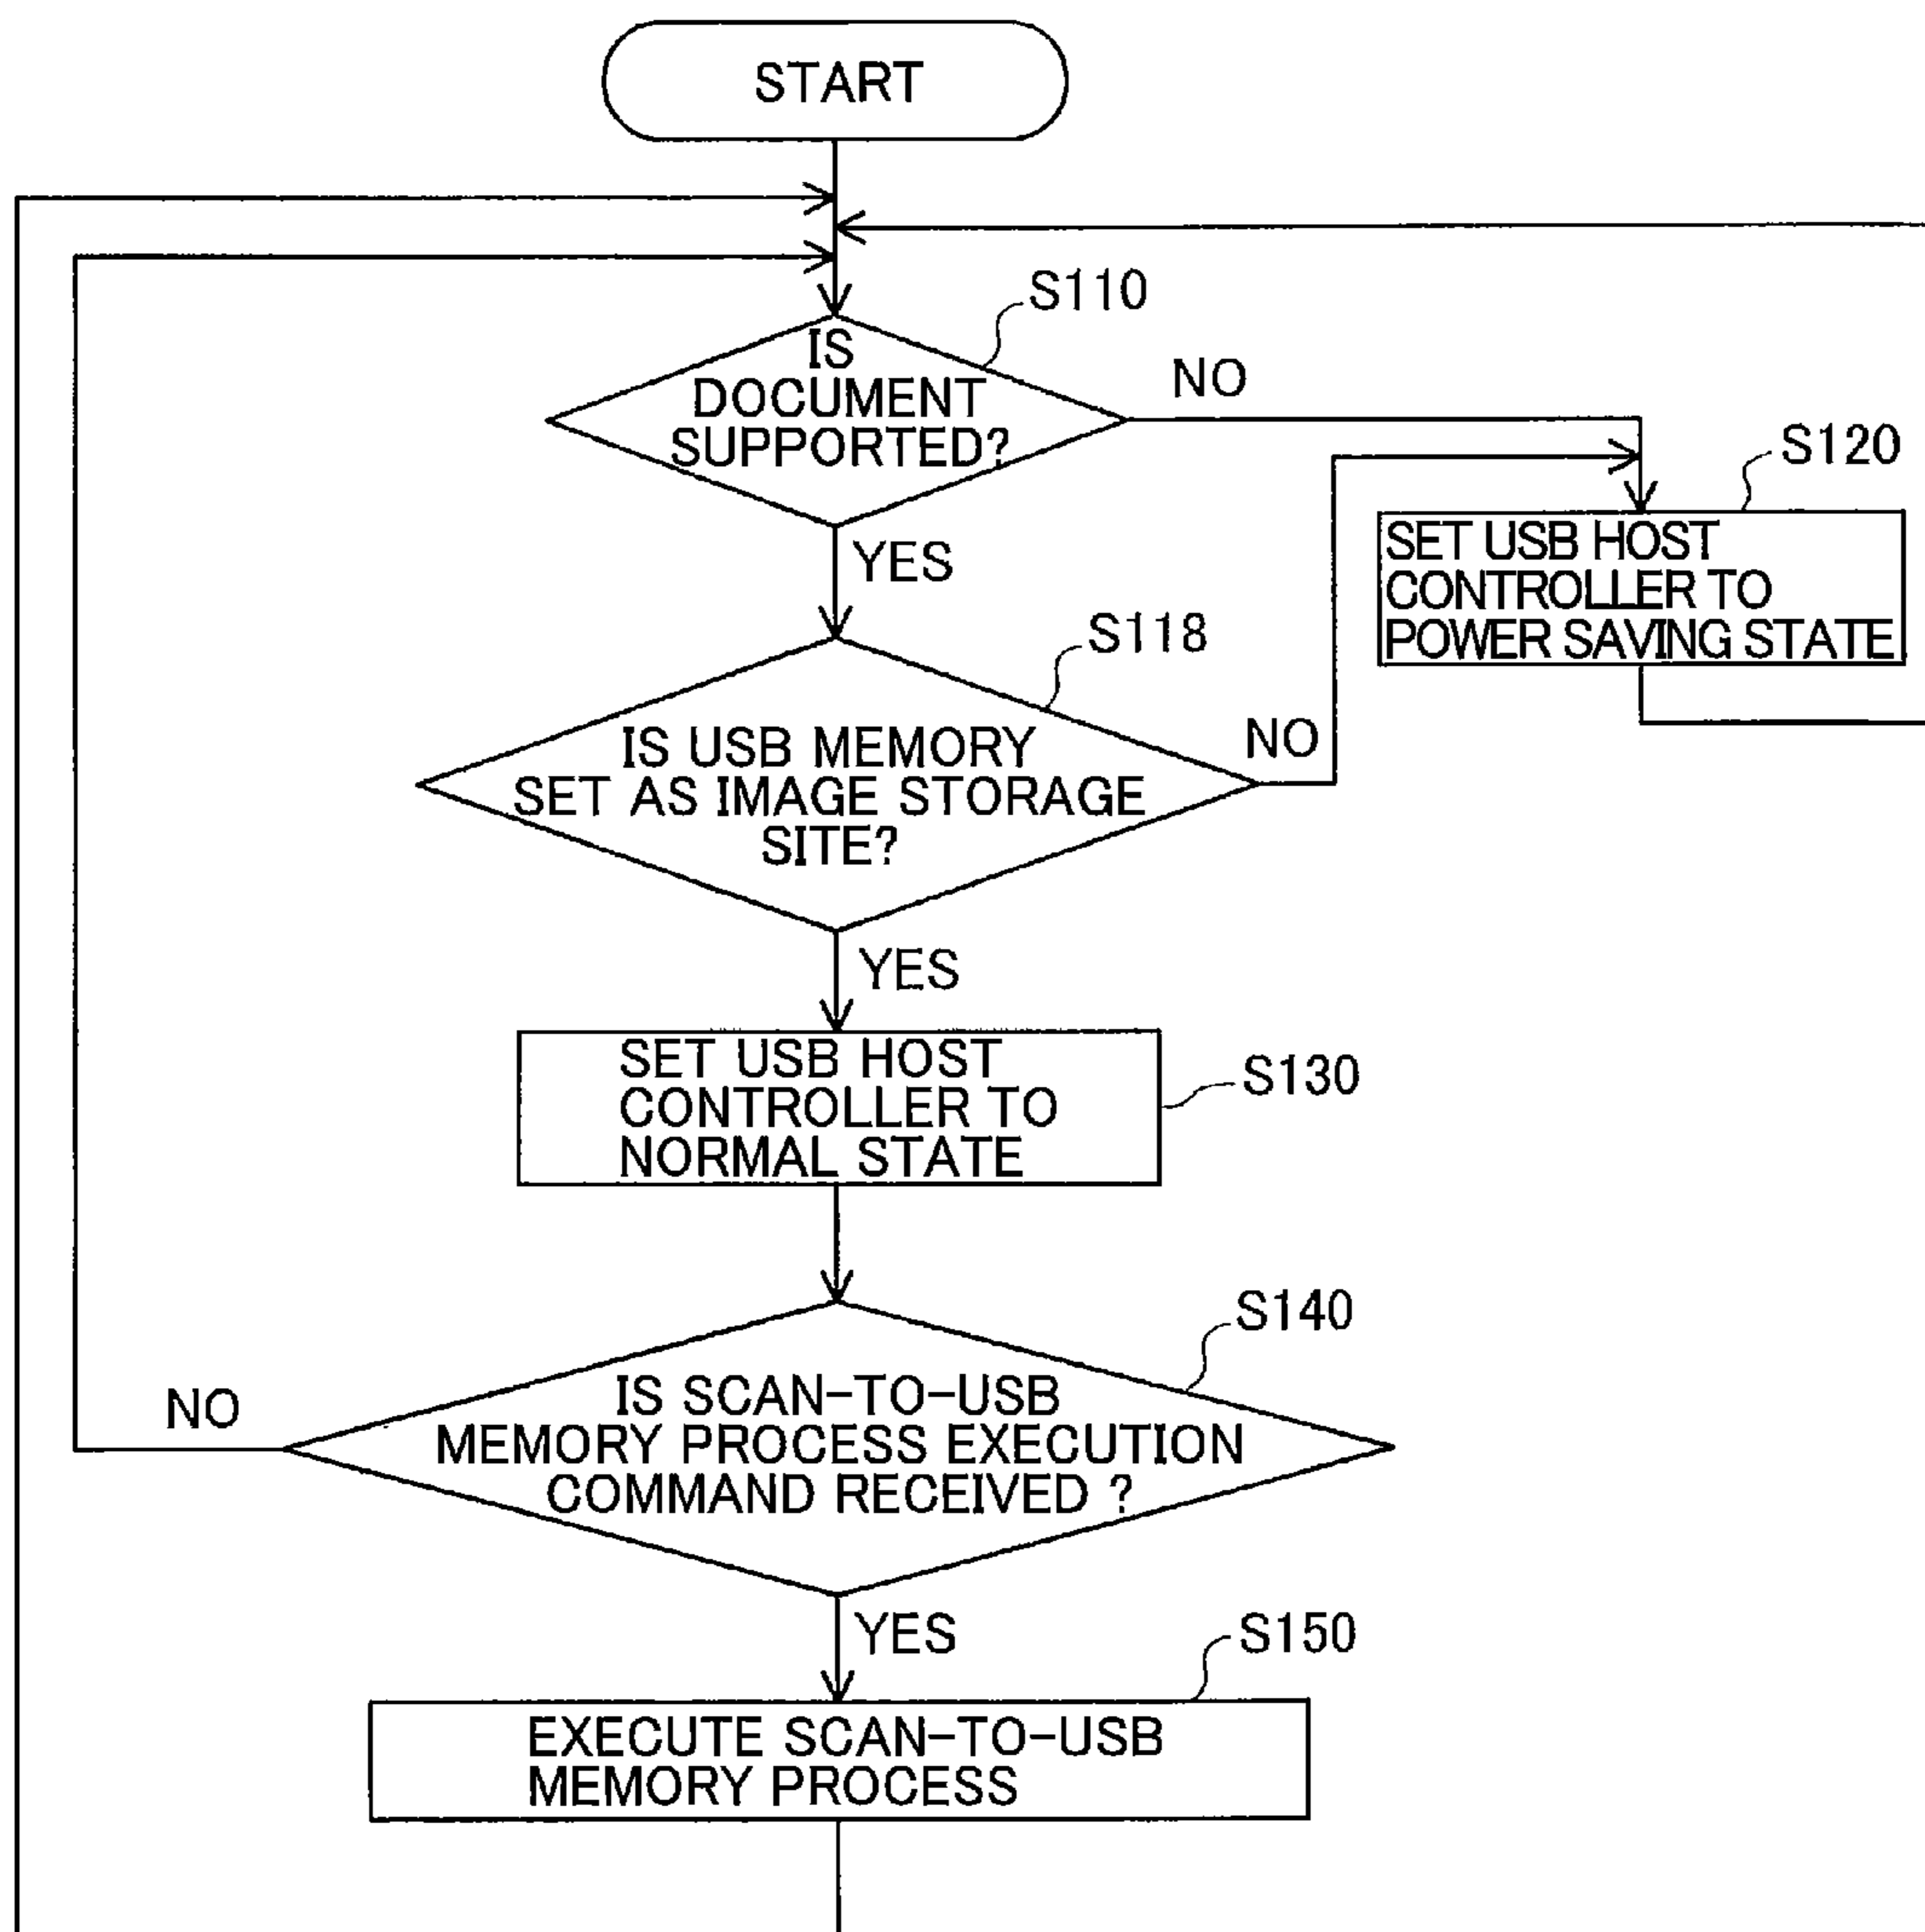 START
S110
IS
DOCUMENT
SUPPORTED?
NO
S120
SET USB HOST
CONTROLLER TO
POWER SAVING STATE
YES
S118
IS USB MEMORY
SET AS IMAGE STORAGE
SITE?
NO
YES
SET USB HOST
CONTROLLER TO
NORMAL STATE
S130
S140
IS SCAN-TO-USB
MEMORY PROCESS EXECUTION
COMMAND RECEIVED ?
NO
YES
S150
EXECUTE SCAN-TO-USB
MEMORY PROCESS